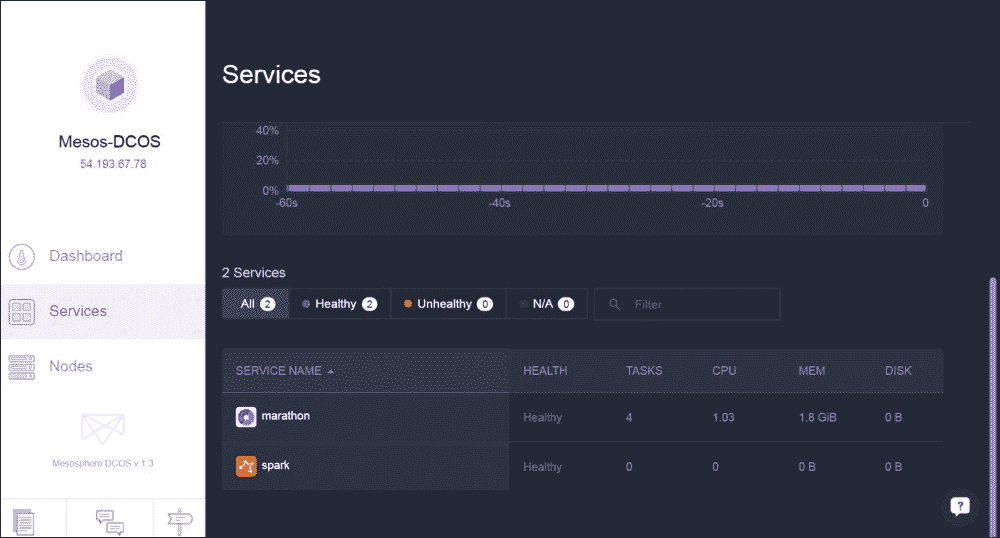 Mesos-DCOS
54.193.67.78
Dashboard
Services
Nodes
Mesosphere DCOS v.1.3
Services
40%
20%
0%
-60s -40s -20s 0
2 Services
All 2 Healthy 2 Unhealthy 0 N/A 0 Filter
SERVICE NAME HEALTH TASKS CPU MEM DISK
marathon Healthy 4 1.03 1.8 GiB 0 B
spark Healthy 0 0 0 B 0 B
?